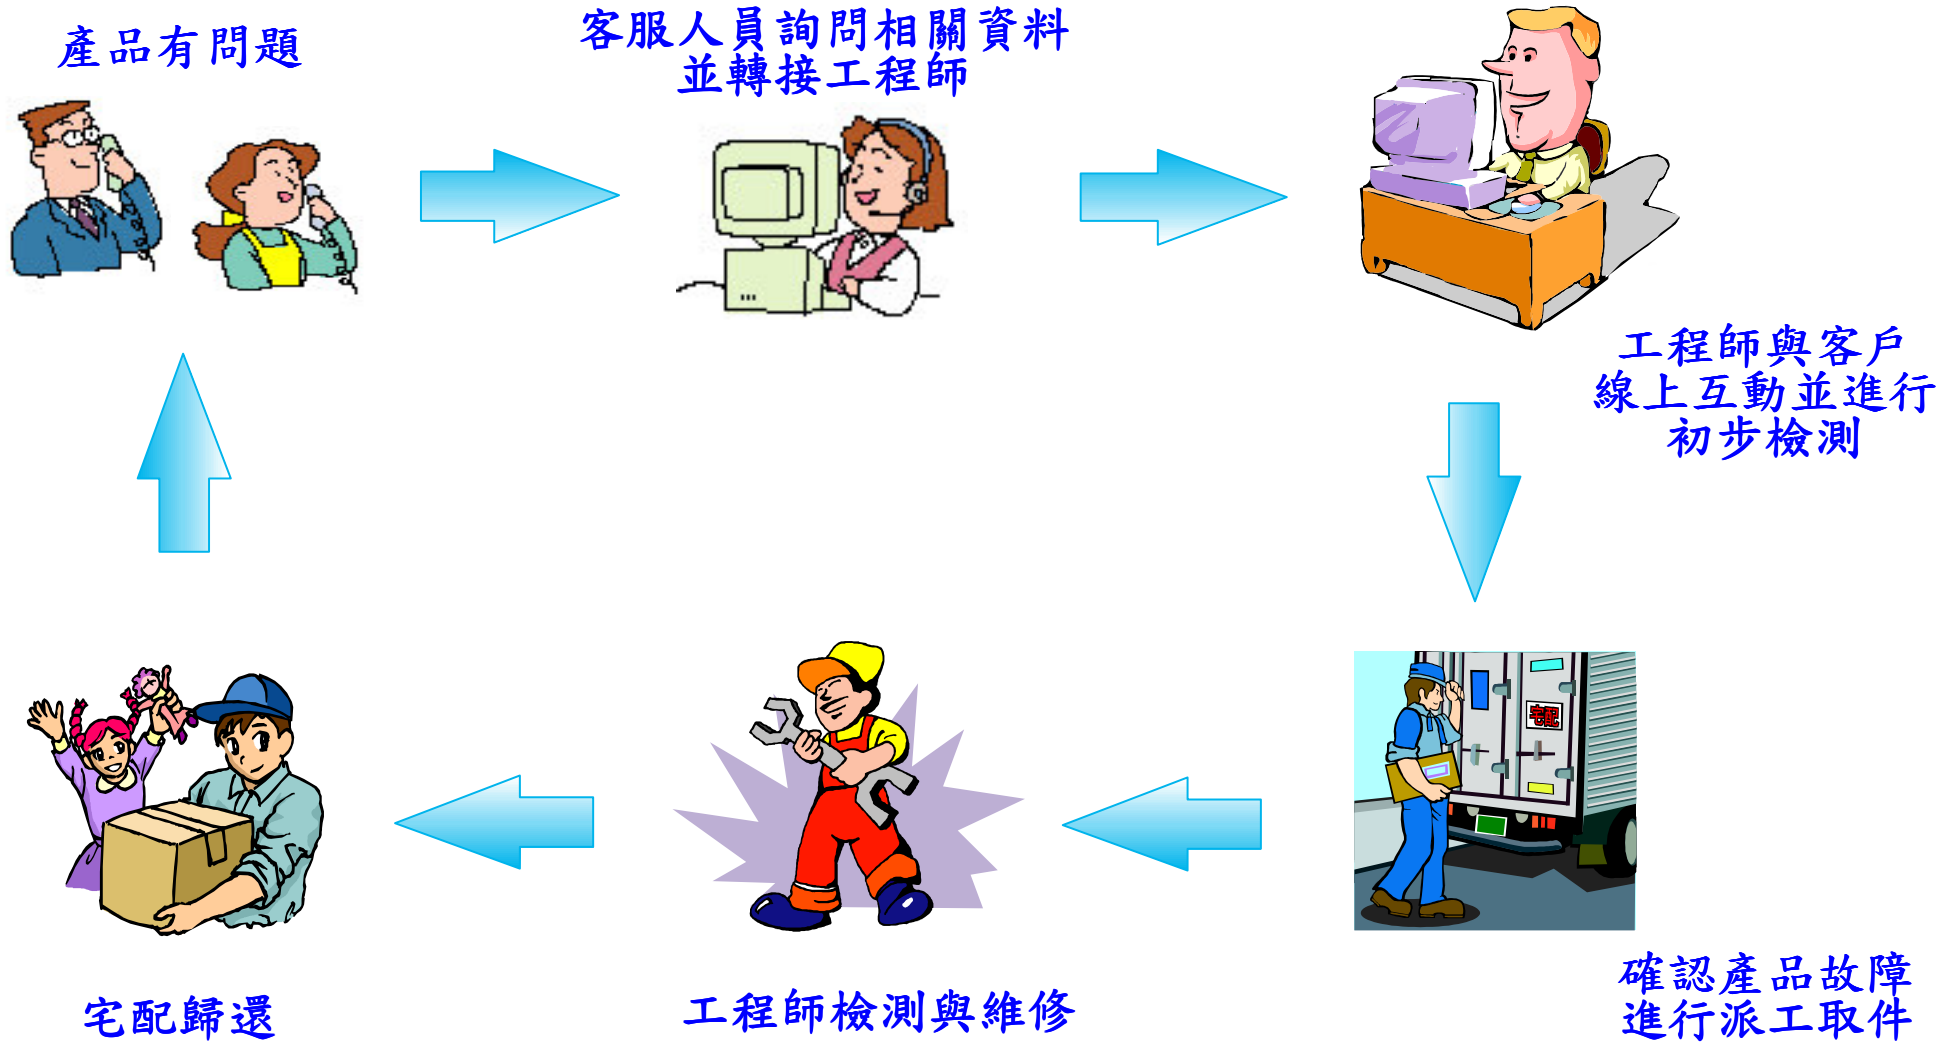 產品有問題
客服人員詢問相關資料
並轉接工程師
工程師與客戶
線上互動並進行
初步檢測
宅配
確認產品故障
進行派工取件
工程師檢測與維修
宅配歸還